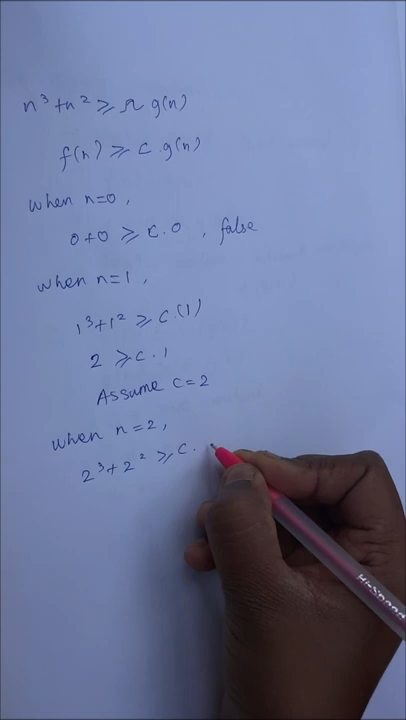 n³+n² ⩾ Ω g(n)
f(n) ⩾ c.g(n)
when n=0,
0+0 ⩾ c.0 , false
when n=1,
1³+1² ⩾ c.(1)
2 ⩾ c.1
Assume c=2
when n=2,
2³+2² ⩾ c.